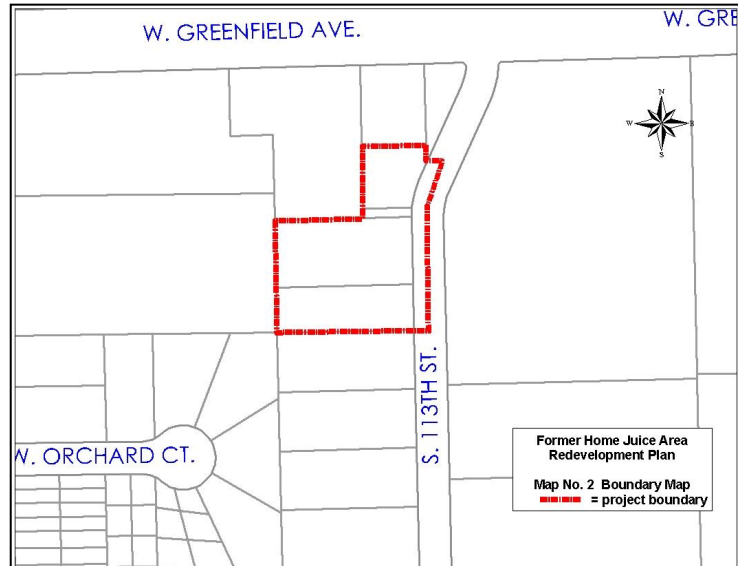 W. GREENFIELD AVE.
W. GRE
N
W
E
S
S. 113TH ST.
W. ORCHARD CT.
Former Home Juice Area
Redevelopment Plan
Map No. 2 Boundary Map
= project boundary